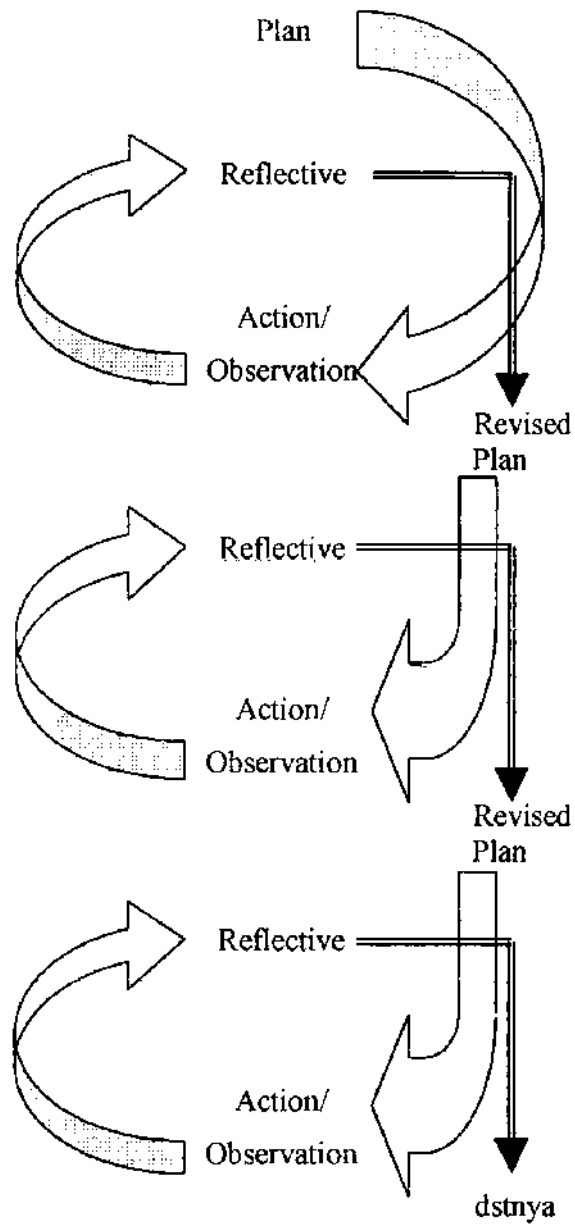 Plan
Reflective
Action/
Observation
Revised
Plan
Reflective
Action/
Observation
Revised
Plan
Reflective
Action/
Observation
dstnya